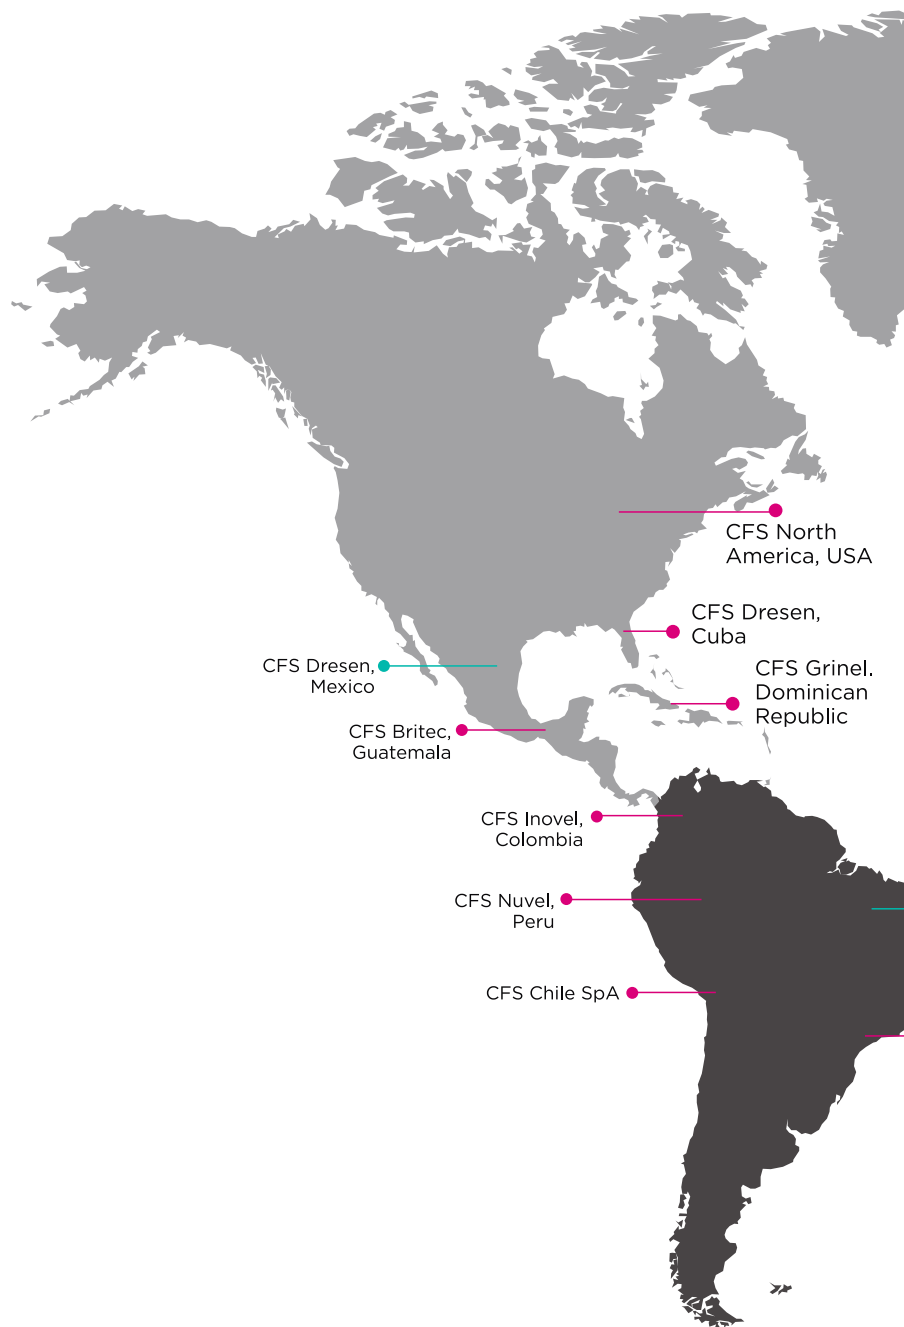 CFS North
America, USA
CFS Dresen,
Cuba
CFS Dresen,
Mexico
CFS Grinel.
Dominican
Republic
CFS Britec,
Guatemala
CFS Inovel,
Colombia
CFS Nuvel,
Peru
CFS Chile SpA